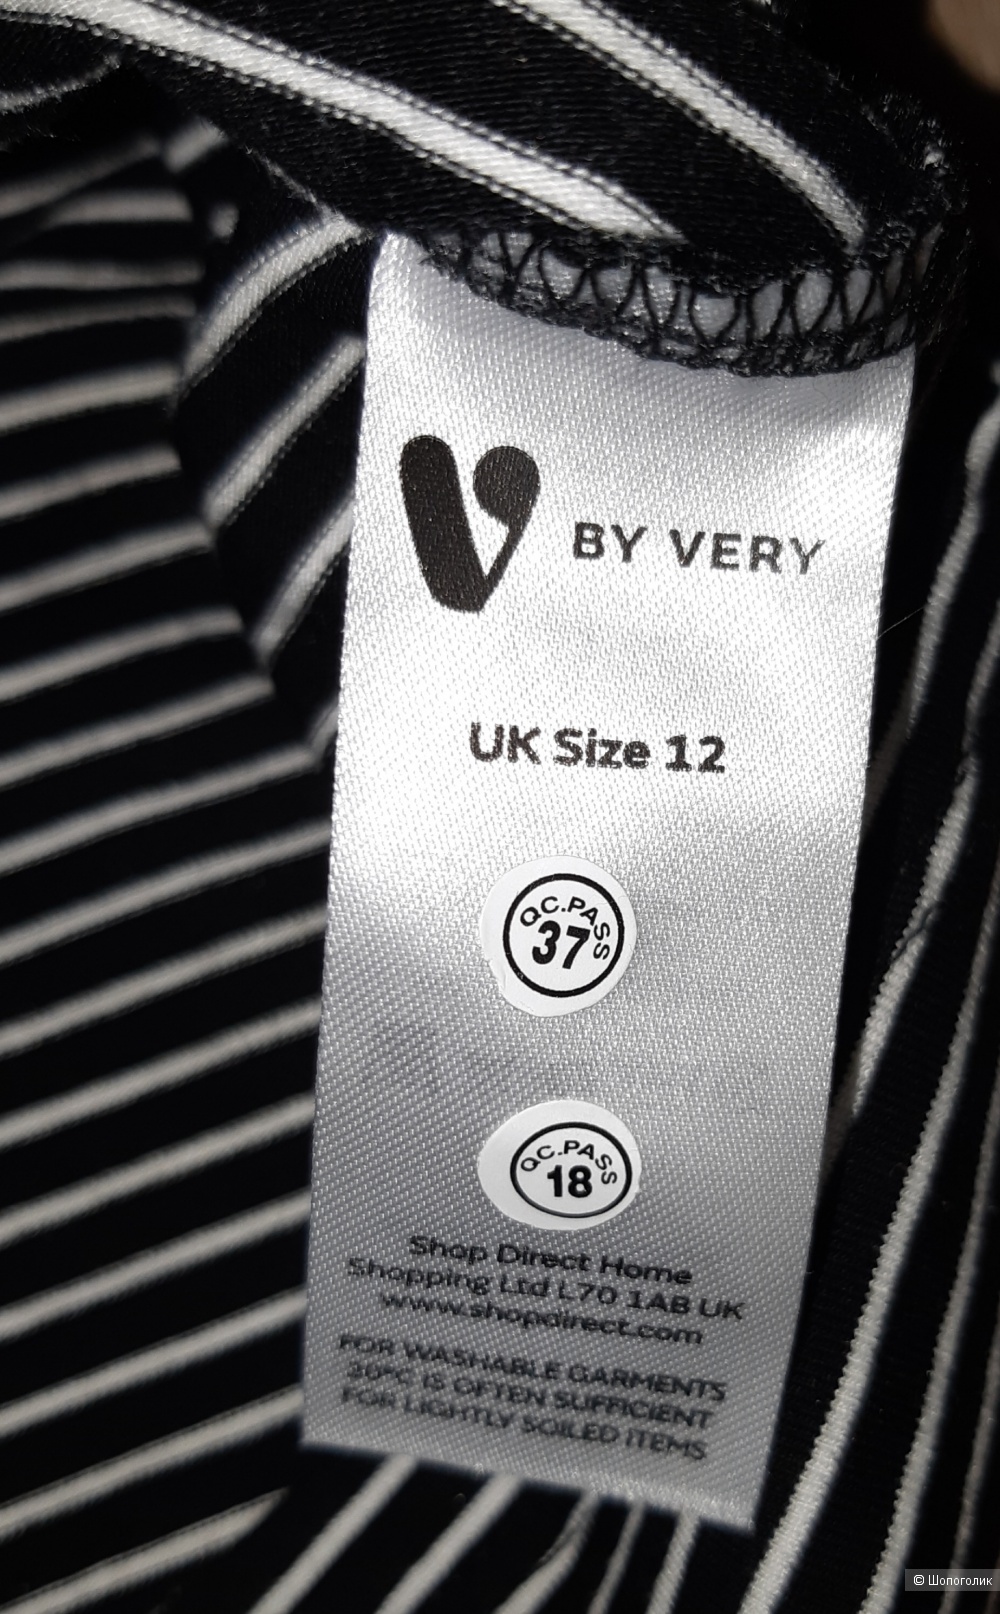 V BY VERY
UK Size 12
QC.PASS
37
QC.PASS
18
Shop Direct Home
Shopping Ltd L70 1AB UK
www.shopdirect.com
FOR WASHABLE GARMENTS
30°C IS OFTEN SUFFICIENT
FOR LIGHTLY SOILED ITEMS
© Шопоголик